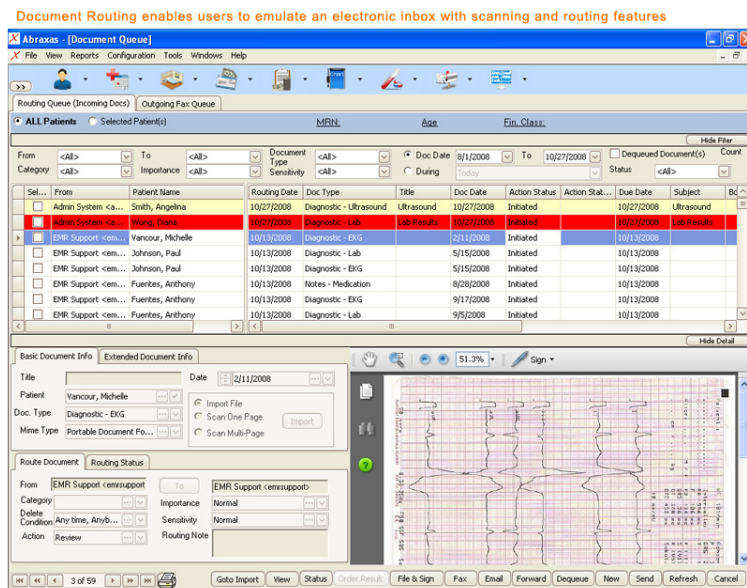 Document Routing enables users to emulate an electronic inbox with scanning and routing features
Abraxas - [Document Queue]
File View Reports Configuration Tools Windows Help
Routing Queue (Incoming Docs) Outgoing Fax Queue
ALL Patients Selected Patient(s) MRN: Age Fin. Class:
Hide Filter
From <All> To <All> Document Type <All> Doc Date 8/1/2008 To 10/27/2008 Dequeued Document(s) Count
Category <All> Importance <All> Sensitivity <All> During Today Status <All>
Sel... From Patient Name Routing Date Doc Type Title Doc Date Action Status Action Stat... Due Date Subject Bo
Admin System <a... Smith, Angelina 10/27/2008 Diagnostic - Ultrasound Ultrasound 10/27/2008 Initiated 10/27/2008 Ultrasound
Admin System <a... Wong, Diana 10/27/2008 Diagnostic - Lab Lab Results 10/27/2008 Initiated 10/27/2008 Lab Results
EMR Support <em... Vancour, Michelle 10/13/2008 Diagnostic - EKG 2/11/2008 Initiated 10/13/2008
EMR Support <em... Johnson, Paul 10/13/2008 Diagnostic - Lab 5/15/2008 Initiated 10/13/2008
EMR Support <em... Johnson, Paul 10/13/2008 Diagnostic - EKG 5/15/2008 Initiated 10/13/2008
EMR Support <em... Fuentes, Anthony 10/13/2008 Notes - Medication 8/28/2008 Initiated 10/13/2008
EMR Support <em... Fuentes, Anthony 10/13/2008 Diagnostic - EKG 9/17/2008 Initiated 10/13/2008
EMR Support <em... Fuentes, Anthony 10/13/2008 Diagnostic - Lab 9/5/2008 Initiated 10/13/2008
Hide Detail
Basic Document Info Extended Document Info
51.3% Sign
Title Date 2/11/2008
Patient Vancour, Michelle
Import File
Doc. Type Diagnostic - EKG
Scan One Page Import
Mime Type Portable Document Fo...
Scan Multi-Page
Route Document Routing Status
From EMR Support <emrsupport To EMR Support <emrsupport>
Category Importance Normal
Delete Condition Any time, Anyb... Sensitivity Normal
Action Review Routing Note
3 of 59 Goto Import View Status Order Result File & Sign Fax Email Forward Dequeue New Send Refresh Cancel